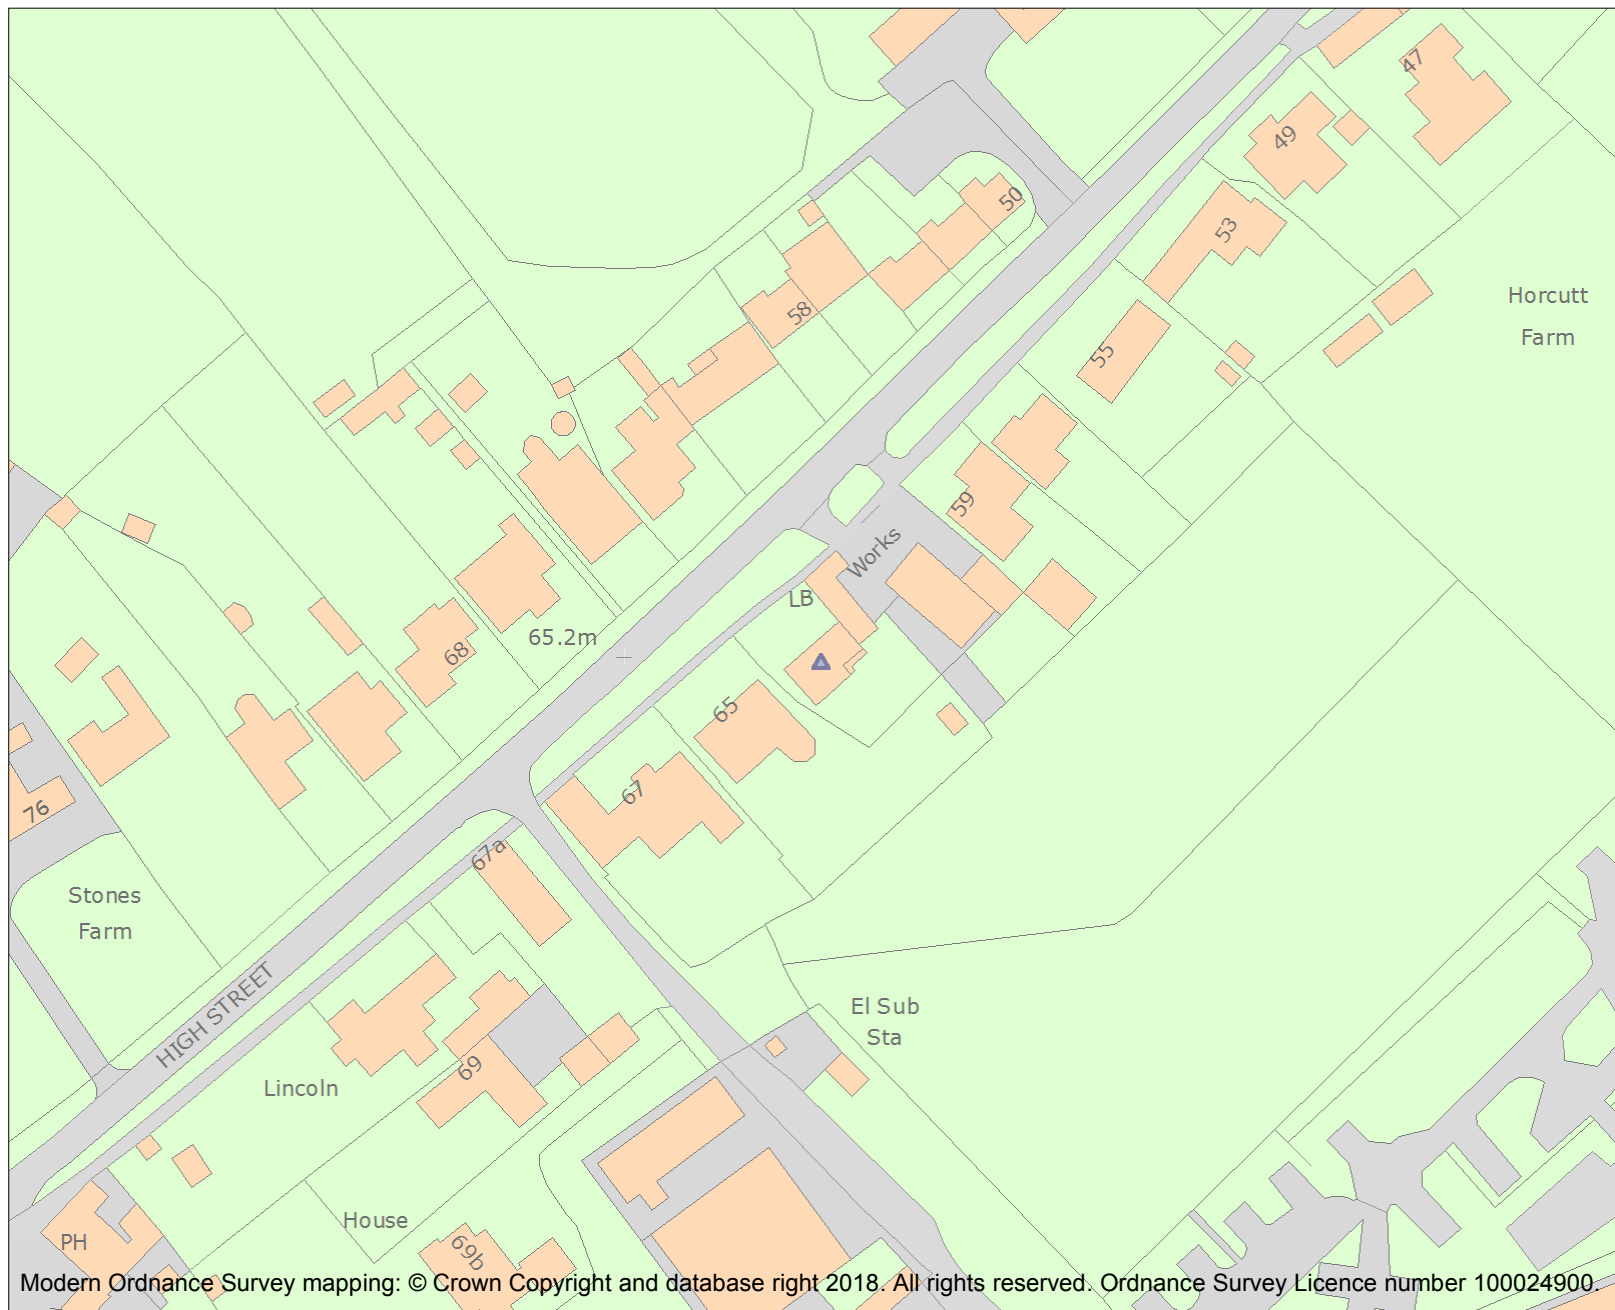 47
49
50
53
Horcutt
Farm
58
55
59
Works
LB
65.2m
68
65
67
76
67a
Stones
Farm
HIGH STREET
El Sub
Sta
69
Lincoln
House
PH
69b
Modern Ordnance Survey mapping: © Crown Copyright and database right 2018. All rights reserved. Ordnance Survey Licence number 100024900.